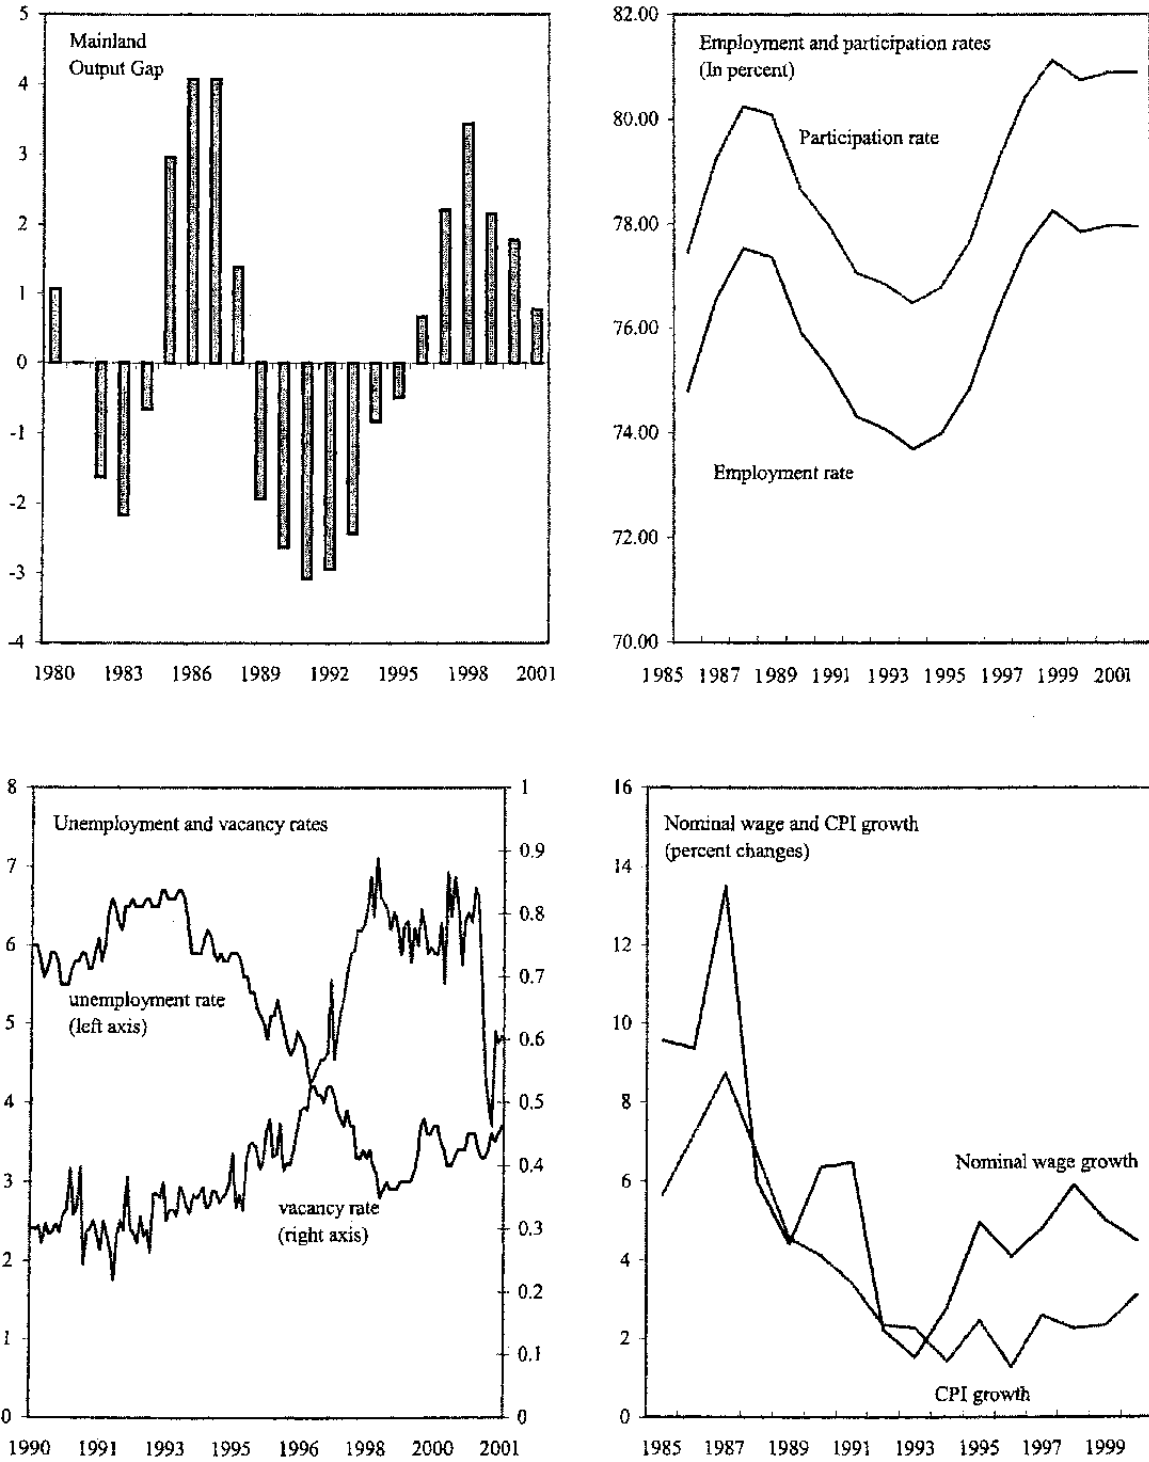 Mainland
Output Gap
5
4
3
2
1
0
-1
-2
-3
-4
1980 1983 1986 1989 1992 1995 1998 2001
Employment and participation rates
(In percent)
82.00
80.00
78.00
76.00
74.00
72.00
70.00
Participation rate
Employment rate
1985 1987 1989 1991 1993 1995 1997 1999 2001
Unemployment and vacancy rates
8
7
6
5
4
3
2
1
0
1
0.9
0.8
0.7
0.6
0.5
0.4
0.3
0.2
0.1
0
unemployment rate
(left axis)
vacancy rate
(right axis)
1990 1991 1993 1995 1996 1998 2000 2001
Nominal wage and CPI growth
(percent changes)
16
14
12
10
8
6
4
2
0
Nominal wage growth
CPI growth
1985 1987 1989 1991 1993 1995 1997 1999